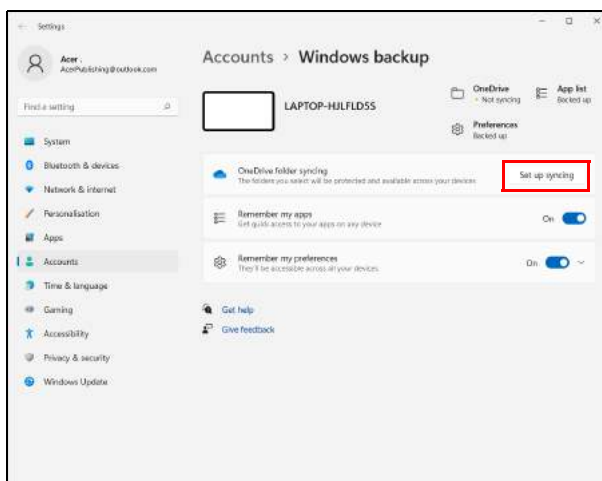 Settings
Acer .
AcerPublishing@outlook.com
Find a setting
System
Bluetooth & devices
Network & internet
Personalisation
Apps
Accounts
Time & language
Gaming
Accessibility
Privacy & security
Windows Update
Accounts > Windows backup
LAPTOP-HJLFLD5S
OneDrive
• Not syncing
App list
Backed up
Preferences
Backed up
OneDrive folder syncing
The folders you select will be protected and available across your devices
Set up syncing
Remember my apps
Get quick access to your apps on any device
On
Remember my preferences
They'll be accessible across all your devices
On
Get help
Give feedback